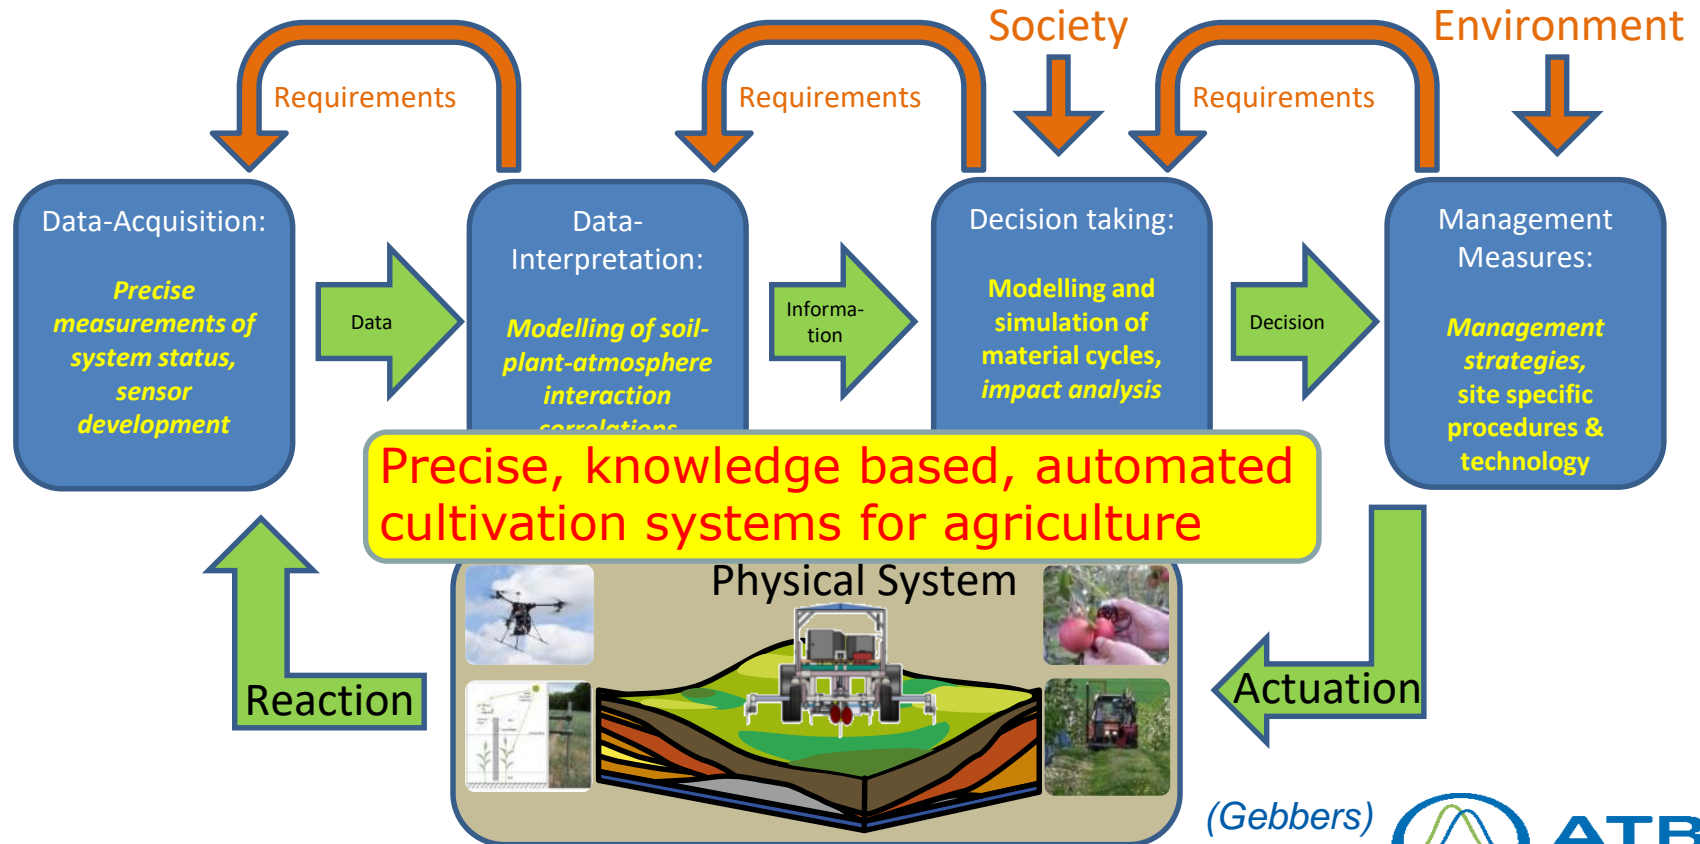 Society
Environment
Requirements
Requirements
Requirements
Data-Acquisition:
Precise
measurements of
system status,
sensor
development
Data
Data-
Interpretation:
Modelling of soil-
plant-atmosphere
interaction
correlations
Informa-
tion
Decision taking:
Modelling and
simulation of
material cycles,
impact analysis
Decision
Management
Measures:
Management
strategies,
site specific
procedures &
technology
Precise, knowledge based, automated
cultivation systems for agriculture
Physical System
Reaction
Actuation
(Gebbers)
ATB